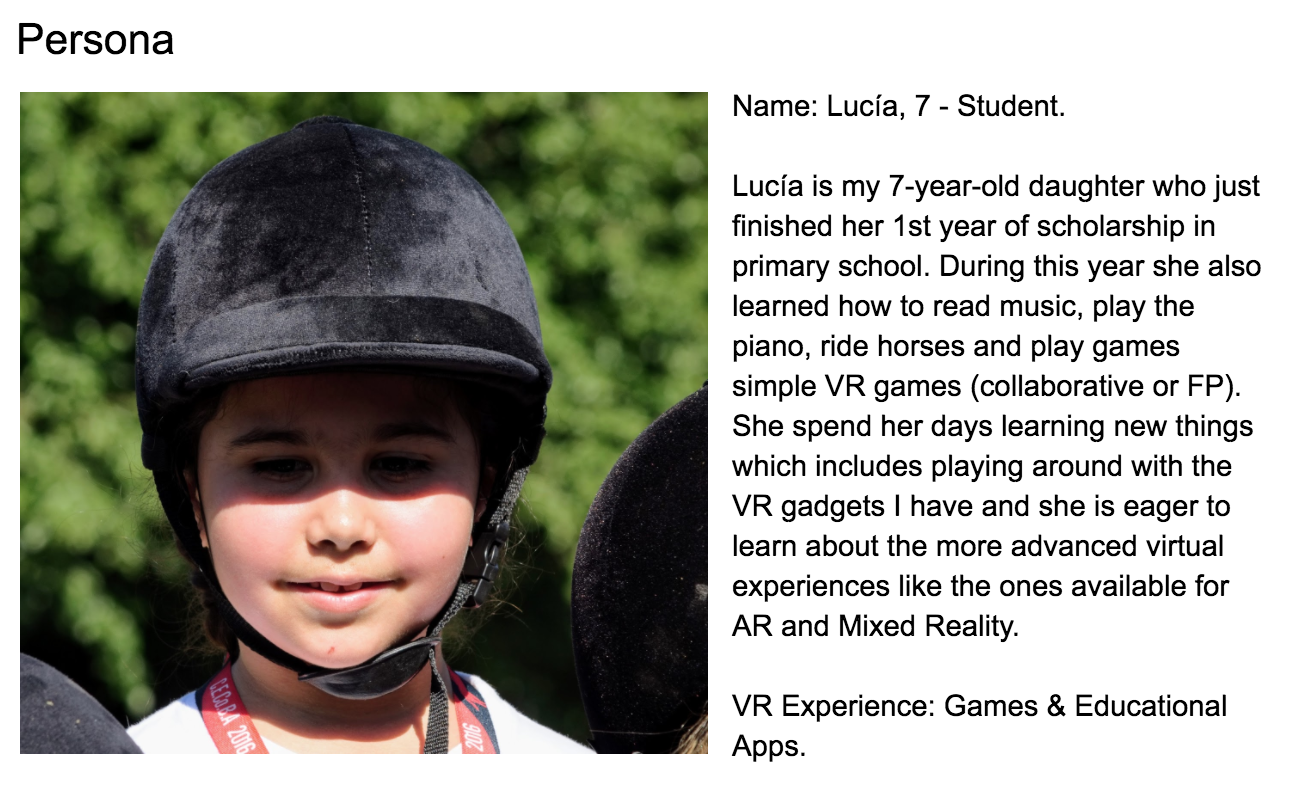 Persona
Name: Lucía, 7 - Student.
Lucía is my 7-year-old daughter who just
finished her 1st year of scholarship in
primary school. During this year she also
learned how to read music, play the
piano, ride horses and play games
simple VR games (collaborative or FP).
She spend her days learning new things
which includes playing around with the
VR gadgets I have and she is eager to
learn about the more advanced virtual
experiences like the ones available for
AR and Mixed Reality.
VR Experience: Games & Educational
Apps.
2016
2016